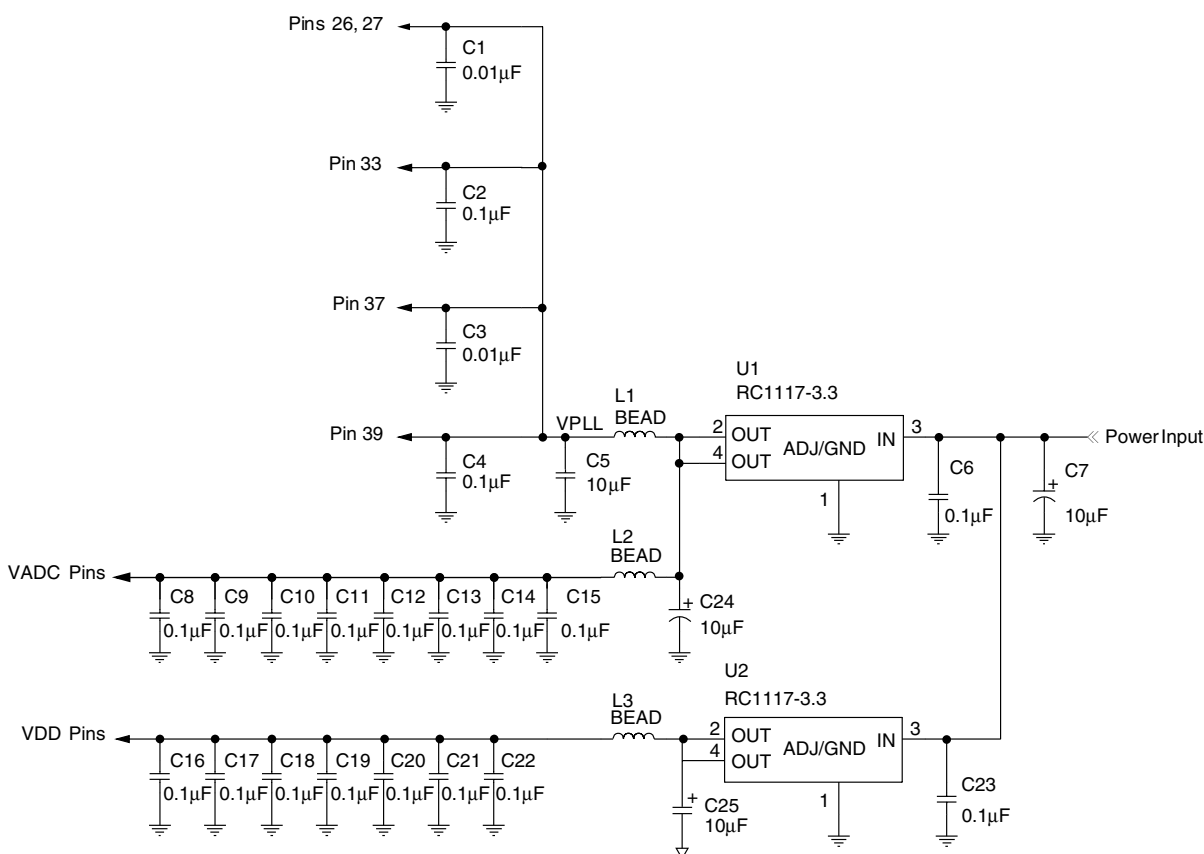 Pins 26, 27
C1
0.01µF
Pin 33
C2
0.1µF
Pin 37
C3
0.01µF
U1
RC1117-3.3
L1
BEAD
Pin 39
VPLL
2 OUT IN 3
4 OUT ADJ/GND
Power Input
C4
0.1µF
C5
10µF
1
C6
0.1µF
+ C7
10µF
L2
BEAD
VADC Pins
C8 C9 C10 C11 C12 C13 C14 C15
0.1µF 0.1µF 0.1µF 0.1µF 0.1µF 0.1µF 0.1µF 0.1µF
+ C24
10µF
U2
RC1117-3.3
L3
BEAD
VDD Pins
2 OUT IN 3
4 OUT ADJ/GND
C16 C17 C18 C19 C20 C21 C22
0.1µF 0.1µF 0.1µF 0.1µF 0.1µF 0.1µF 0.1µF
+ C25
10µF
1
C23
0.1µF